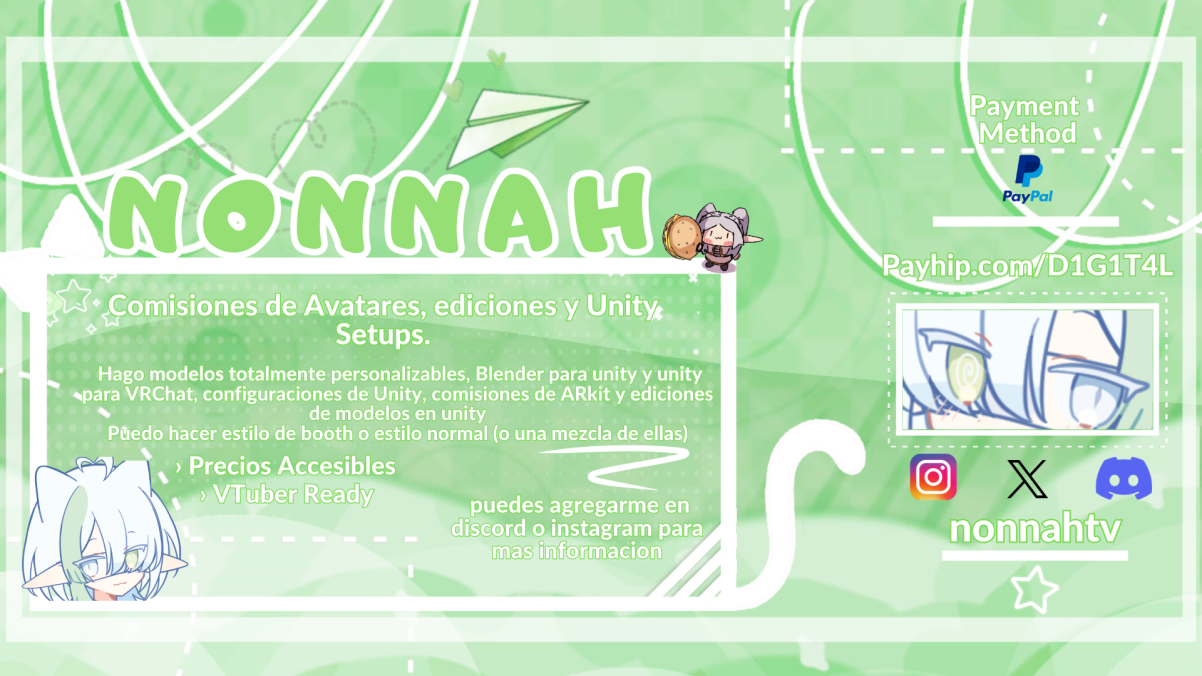 NONNAH
Comisiones de Avatares, ediciones y Unity
Setups.
Hago modelos totalmente personalizables, Blender para unity y unity
para VRChat, configuraciones de Unity, comisiones de ARkit y ediciones
de modelos en unity
Puedo hacer estilo de booth o estilo normal (o una mezcla de ellas)
› Precios Accesibles
› VTuber Ready
puedes agregarme en
discord o instagram para
mas informacion
Payment
Method
PayPal
Payhip.com/D1G1T4L
nonnahtv